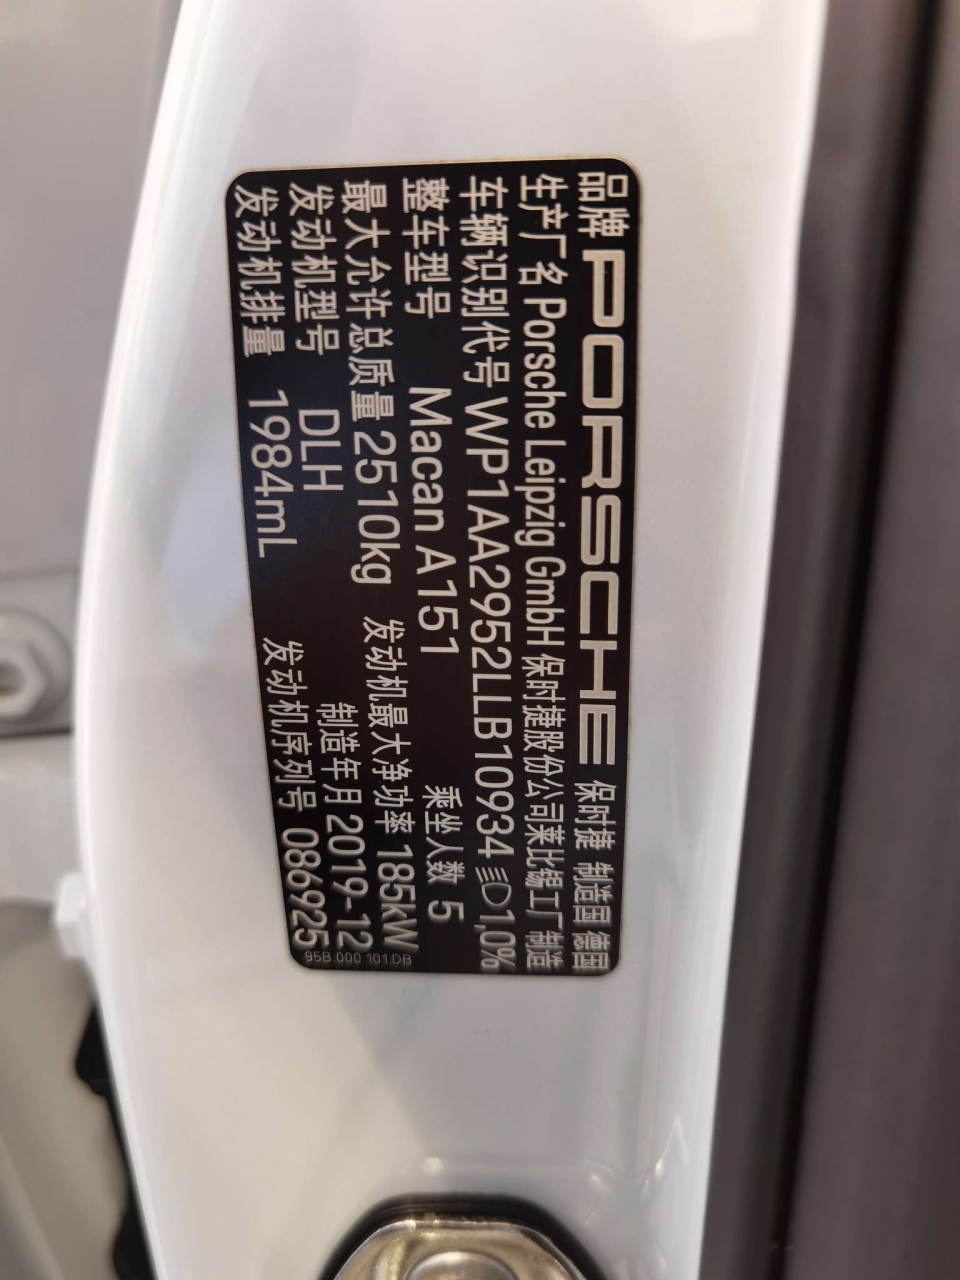 品牌 PORSCHE 保时捷 制造国 德国
生产厂名 Porsche Leipzig GmbH 保时捷股份公司莱比锡工厂制造
车辆识别代号 WP1AA2952LLB10934 1,0%
整车型号 Macan A151 乘坐人数 5
最大允许总质量 2510kg 发动机最大净功率 185kW
发动机型号 DLH 制造年月 2019-12
发动机排量 1984mL 发动机序列号 086925
95B.000.101.DB